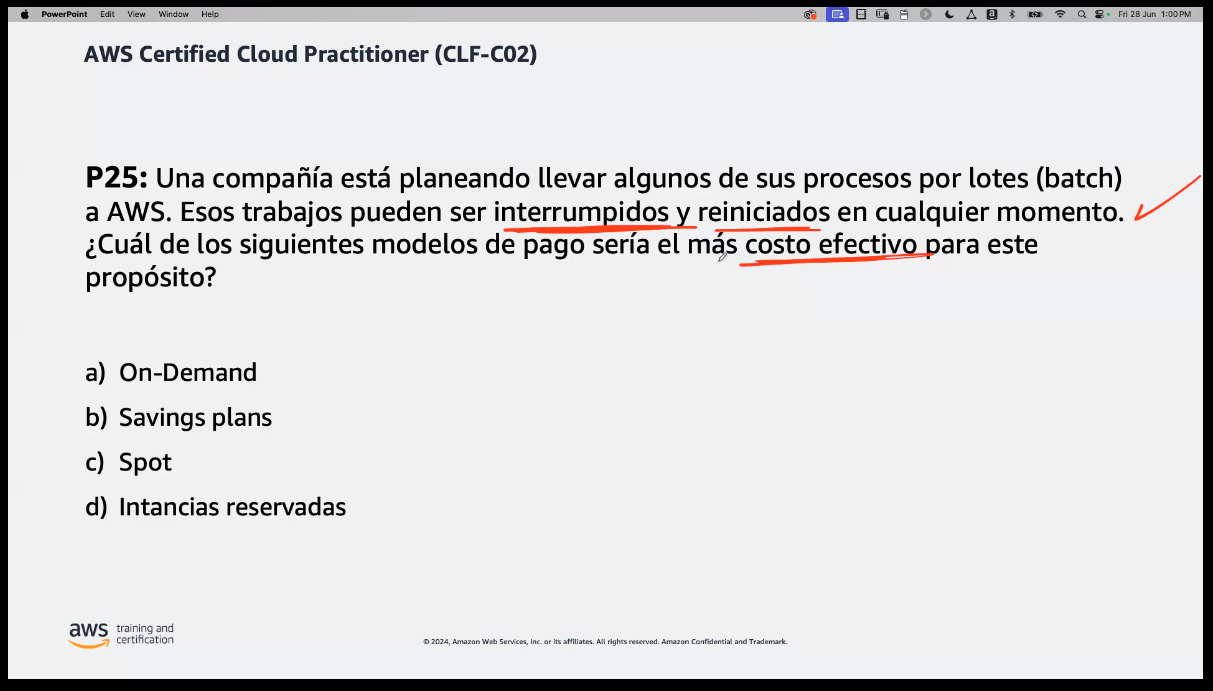 PowerPoint Edit View Window Help Fri 28 Jun 1:00 PM
AWS Certified Cloud Practitioner (CLF-C02)
P25: Una compañía está planeando llevar algunos de sus procesos por lotes (batch)
a AWS. Esos trabajos pueden ser interrumpidos y reiniciados en cualquier momento.
¿Cuál de los siguientes modelos de pago sería el más costo efectivo para este
propósito?
a) On-Demand
b) Savings plans
c) Spot
d) Intancias reservadas
aws training and
certification
© 2024, Amazon Web Services, Inc. or its affiliates. All rights reserved. Amazon Confidential and Trademark.